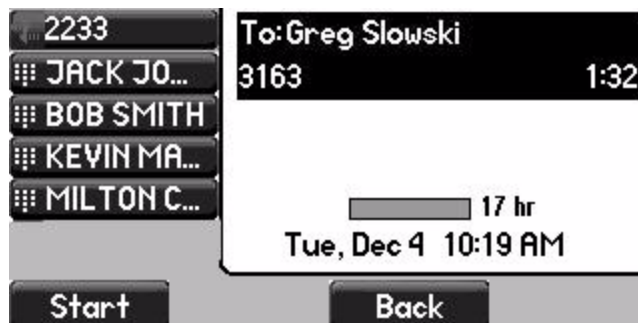 2233
JACK JO...
BOB SMITH
KEVIN MA...
MILTON C...
To:Greg Slowski
3163 1:32
17 hr
Tue, Dec 4 10:19 AM
Start Back